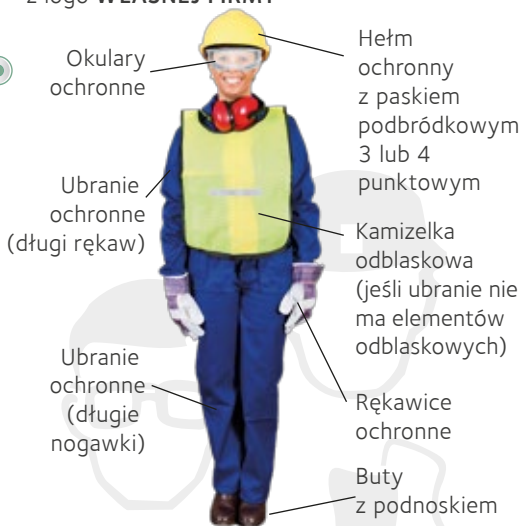 z logo WŁASNEJ FIRMY
Okulary
ochronne
Hełm
ochronny
z paskiem
podbródkowym
3 lub 4
punktowym
Ubranie
ochronne
(długi rękaw)
Kamizelka
odblaskowa
(jeśli ubranie nie
ma elementów
odblaskowych)
Ubranie
ochronne
(długie
nogawki)
Rękawice
ochronne
Buty
z podnoskiem